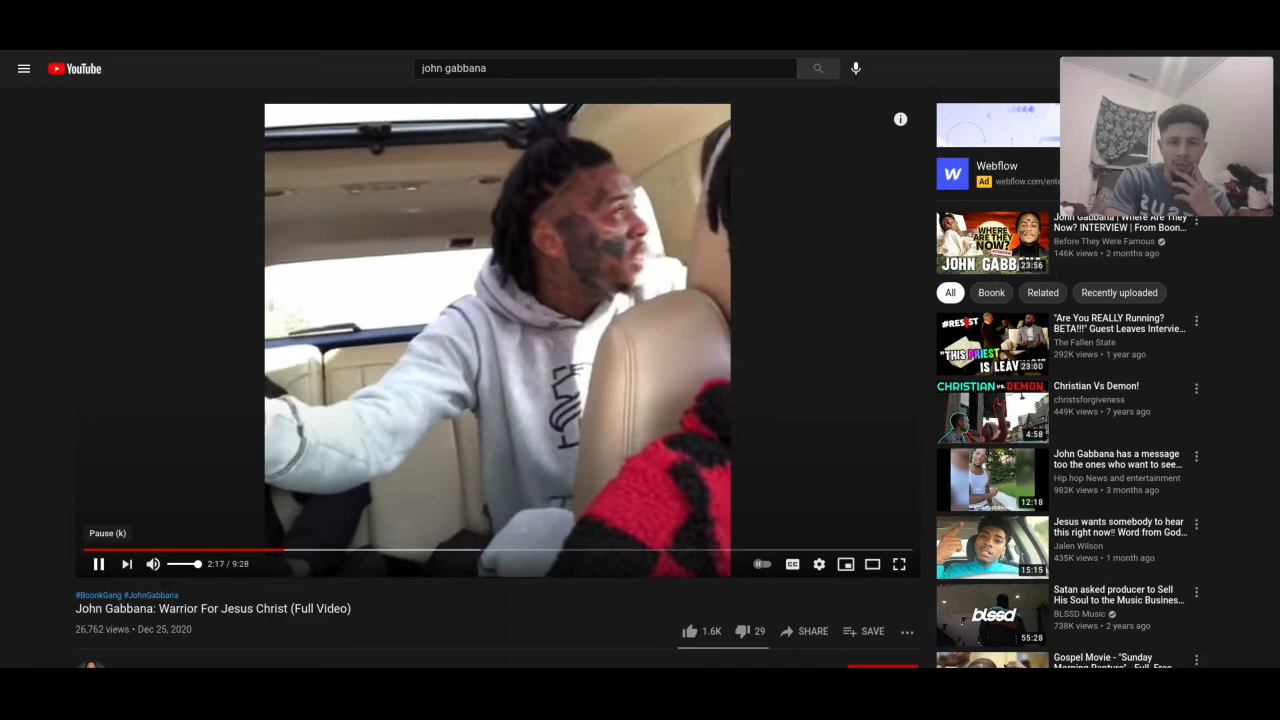 YouTube
john gabbana
Pause (k)
2:17 / 9:28
CC
#BoonkGang #JohnGabbana
John Gabbana: Warrior For Jesus Christ (Full Video)
26,762 views • Dec 25, 2020
1.6K
29
SHARE
SAVE
W
Webflow
Ad
WHERE
ARE THEY
NOW?
INTERVIEW
JOHN GABB
23:56
John Gabbana | Where Are They
Now? INTERVIEW | From Boon...
Before They Were Famous
146K views • 2 months ago
All
Boonk
Related
Recently uploaded
#RESIST
"THIS PRIEST
IS LEAV
23:00
"Are You REALLY Running?
BETA!!!" Guest Leaves Intervie...
The Fallen State
292K views • 1 year ago
CHRISTIAN vs. DEMON
4:58
Christian Vs Demon!
christsforgiveness
449K views • 7 years ago
12:18
John Gabbana has a message
too the ones who want to see...
Hip hop News and entertainment
983K views • 3 months ago
15:15
Jesus wants somebody to hear
this right now!! Word from God...
Jalen Wilson
435K views • 1 month ago
blssd
55:28
Satan asked producer to Sell
His Soul to the Music Busines...
BLSSD Music
738K views • 2 years ago
Gospel Movie - "Sunday